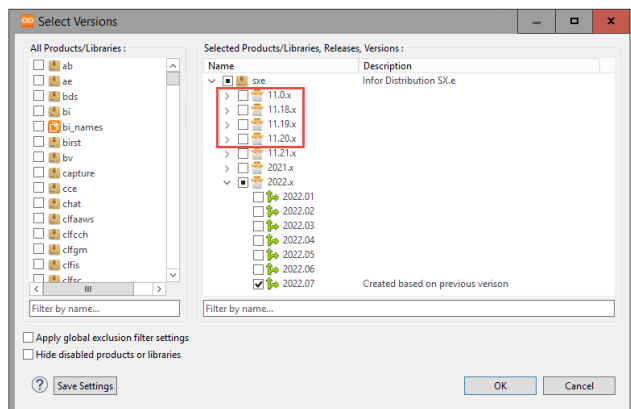 Select Versions
All Products/Libraries :
ab
ae
bds
bi
bi_names
birst
bv
capture
cce
chat
clfaaws
clfcch
clfgm
clfis
clfsc
Filter by name...
Selected Products/Libraries, Releases, Versions :
Name Description
sxe Infor Distribution SX.e
11.0.x
11.18.x
11.19.x
11.20.x
11.21.x
2021.x
2022.x
2022.01
2022.02
2022.03
2022.04
2022.05
2022.06
2022.07 Created based on previous verison
Filter by name...
Apply global exclusion filter settings
Hide disabled products or libraries
? Save Settings OK Cancel